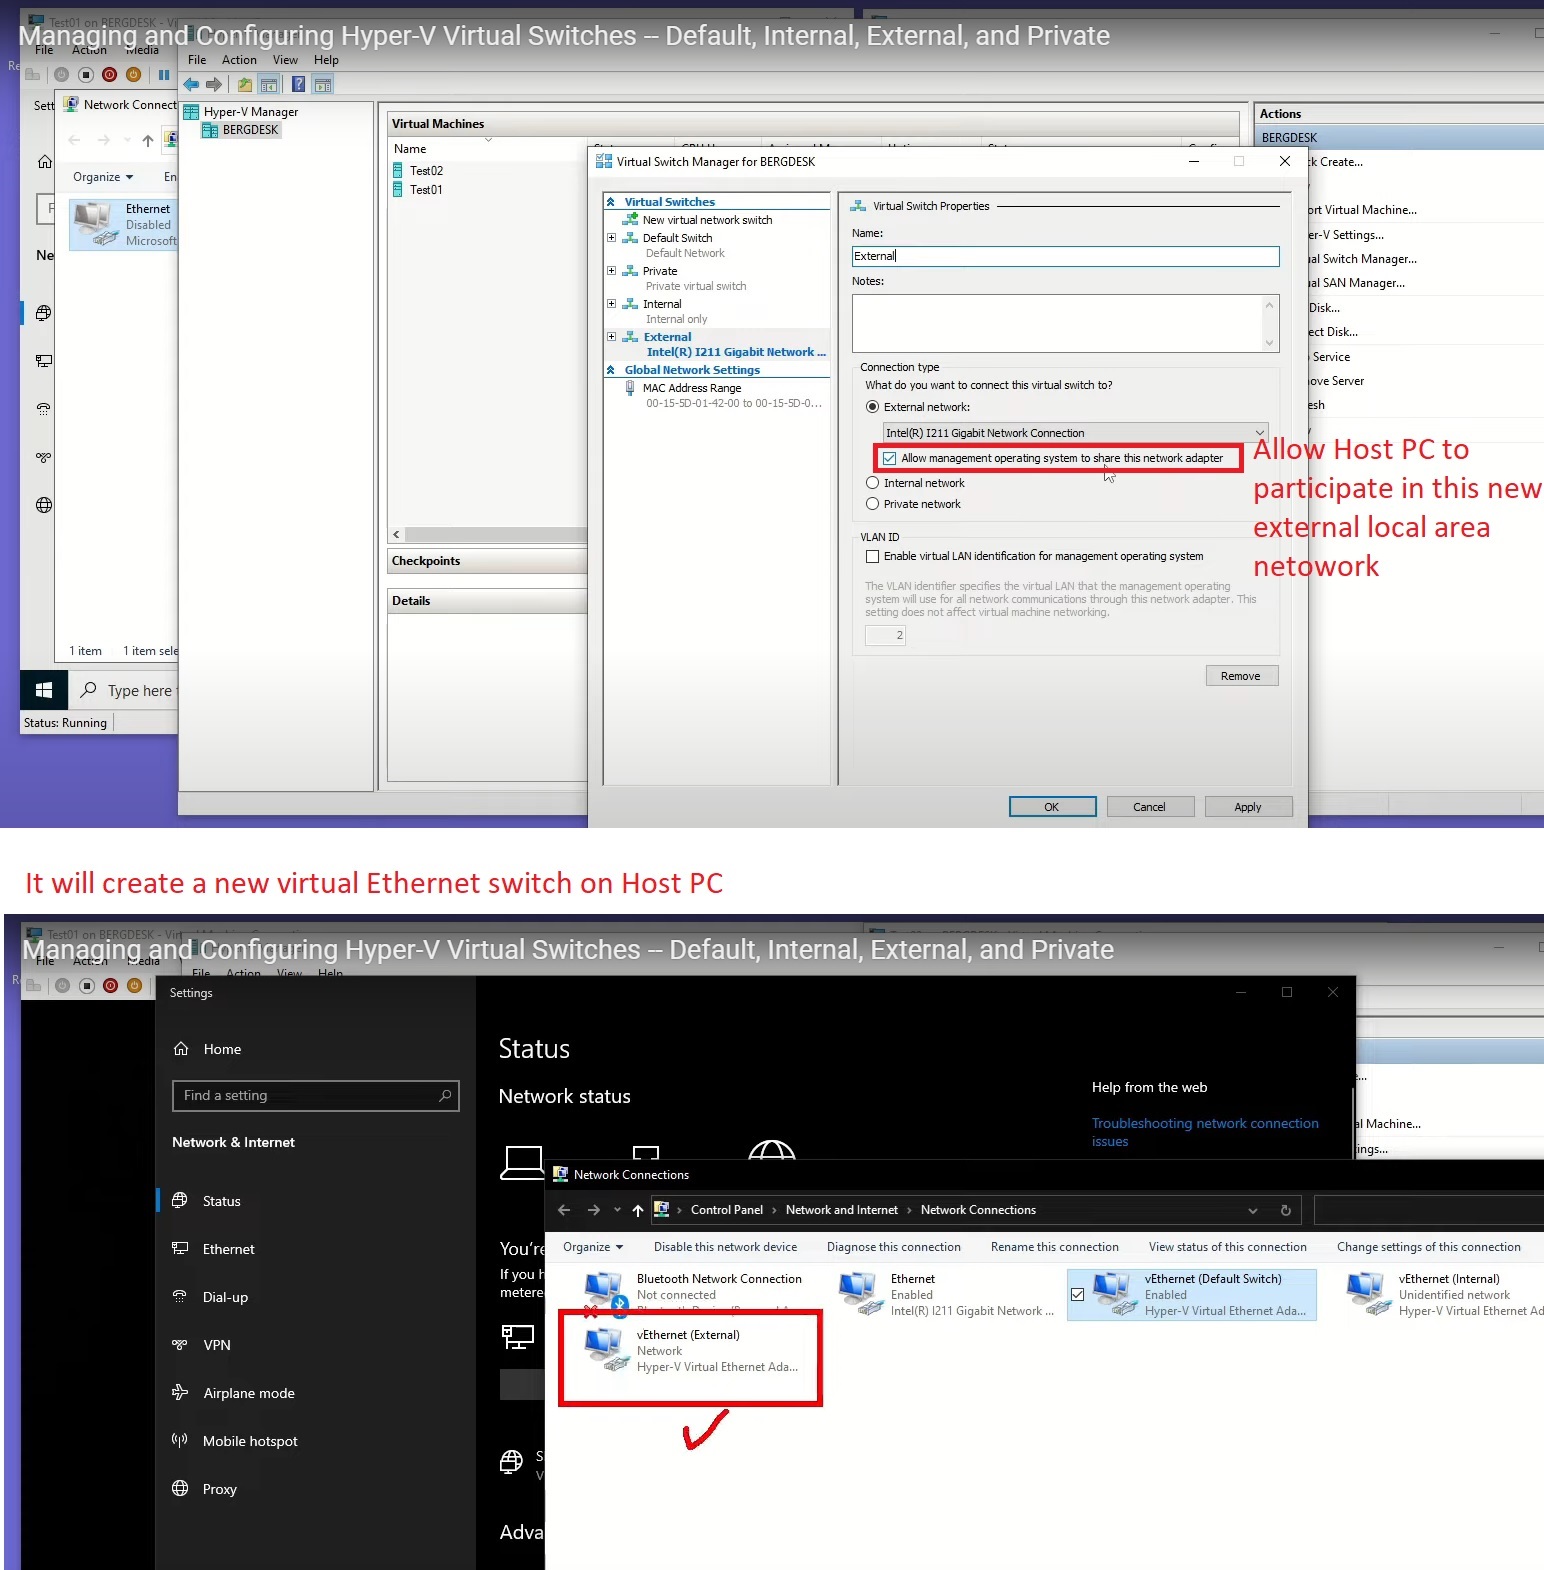 Test01 on BERGDESK - Vi
Managing and Configuring Hyper-V Virtual Switches -- Default, Internal, External, and Private
File Action Media
File Action View Help
Re
Sett
Network Connect
Organize
En
Ethernet
Disabled
Microsoft
Ne
1 item 1 item sele
Type here
Status: Running
Hyper-V Manager
BERGDESK
Virtual Machines
Name
Test02
Test01
Checkpoints
Details
Virtual Switch Manager for BERGDESK
Virtual Switches
New virtual network switch
Default Switch
Default Network
Private
Private virtual switch
Internal
Internal only
External
Intel(R) I211 Gigabit Network ...
Global Network Settings
MAC Address Range
00-15-5D-01-42-00 to 00-15-5D-0...
Virtual Switch Properties
Name:
External
Notes:
Connection type
What do you want to connect this virtual switch to?
External network:
Intel(R) I211 Gigabit Network Connection
Allow management operating system to share this network adapter
Internal network
Private network
VLAN ID
Enable virtual LAN identification for management operating system
The VLAN identifier specifies the virtual LAN that the management operating
system will use for all network communications through this network adapter. This
setting does not affect virtual machine networking.
2
Remove
OK Cancel Apply
Actions
BERGDESK
ck Create...
ort Virtual Machine...
er-V Settings...
al Switch Manager...
al SAN Manager...
Disk...
ect Disk...
Service
ove Server
esh
Allow Host PC to
participate in this new
external local area
netowork
It will create a new virtual Ethernet switch on Host PC
Test01 on BERGDESK - Virt
Managing and Configuring Hyper-V Virtual Switches -- Default, Internal, External, and Private
File Action Media
File Action View Help
R
Settings
Home
Find a setting
Network & Internet
Status
Ethernet
Dial-up
VPN
Airplane mode
Mobile hotspot
Proxy
Status
Network status
You're
If you h
metere
S
V
Adva
Help from the web
Troubleshooting network connection
issues
al Machine...
ings...
Network Connections
Control Panel Network and Internet Network Connections
Organize Disable this network device Diagnose this connection Rename this connection View status of this connection Change settings of this connection
Bluetooth Network Connection
Not connected
Ethernet
Enabled
Intel(R) I211 Gigabit Network ...
vEthernet (Default Switch)
Enabled
Hyper-V Virtual Ethernet Ada...
vEthernet (Internal)
Unidentified network
Hyper-V Virtual Ethernet Ad
vEthernet (External)
Network
Hyper-V Virtual Ethernet Ada...